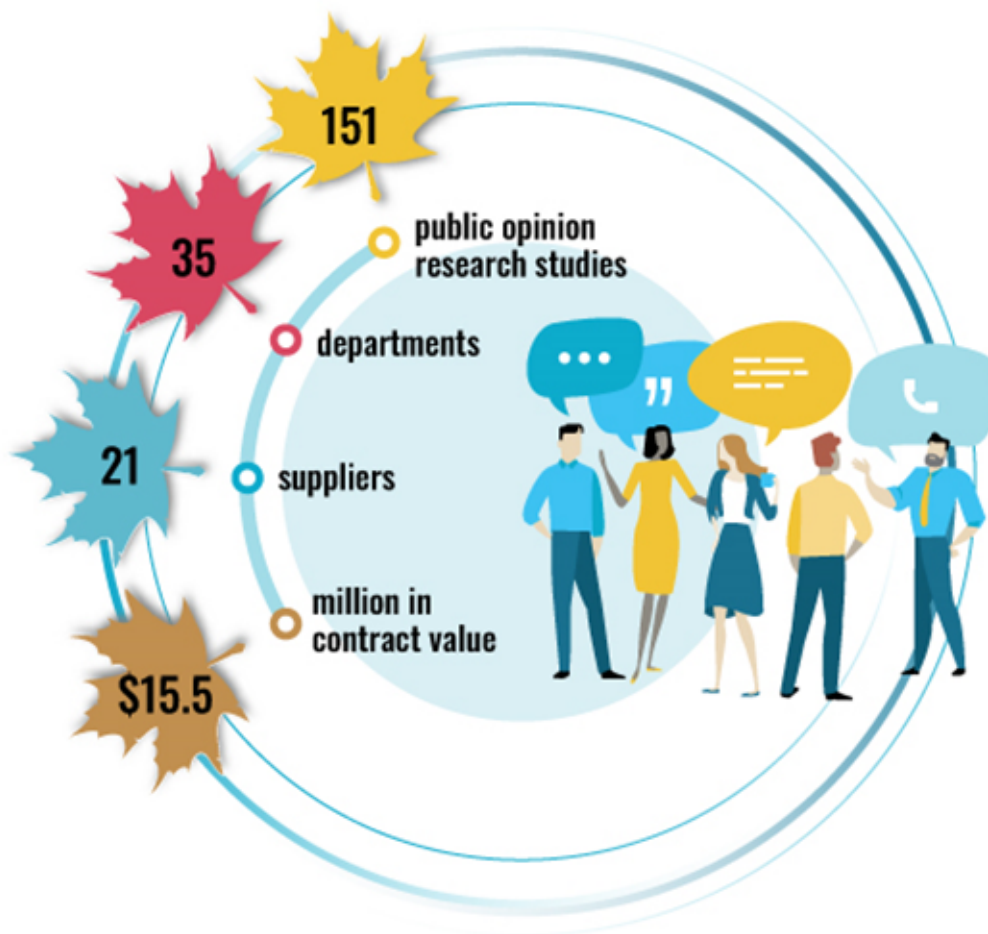 151
public opinion
research studies
35
departments
21
suppliers
$15.5
million in
contract value